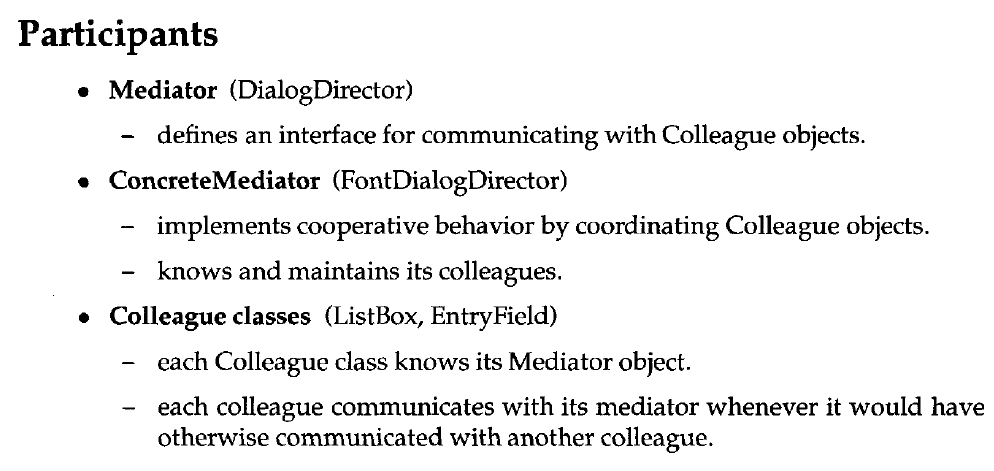 Participants
• Mediator (DialogDirector)
– defines an interface for communicating with Colleague objects.
• ConcreteMediator (FontDialogDirector)
– implements cooperative behavior by coordinating Colleague objects.
– knows and maintains its colleagues.
• Colleague classes (ListBox, EntryField)
– each Colleague class knows its Mediator object.
– each colleague communicates with its mediator whenever it would have
otherwise communicated with another colleague.